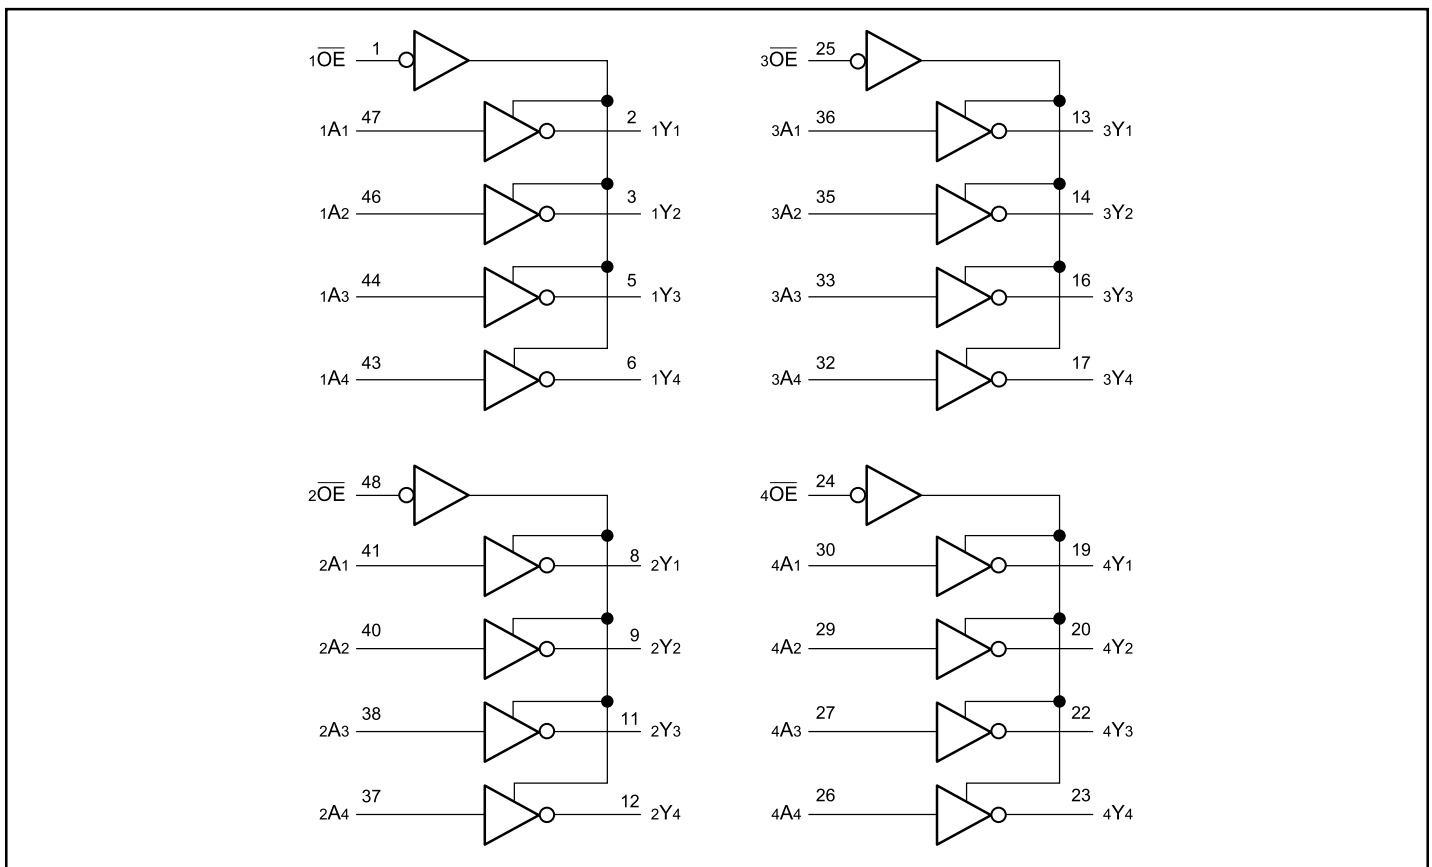 1OE 1
1A1 47 2 1Y1
1A2 46 3 1Y2
1A3 44 5 1Y3
1A4 43 6 1Y4
3OE 25
3A1 36 13 3Y1
3A2 35 14 3Y2
3A3 33 16 3Y3
3A4 32 17 3Y4
2OE 48
2A1 41 8 2Y1
2A2 40 9 2Y2
2A3 38 11 2Y3
2A4 37 12 2Y4
4OE 24
4A1 30 19 4Y1
4A2 29 20 4Y2
4A3 27 22 4Y3
4A4 26 23 4Y4